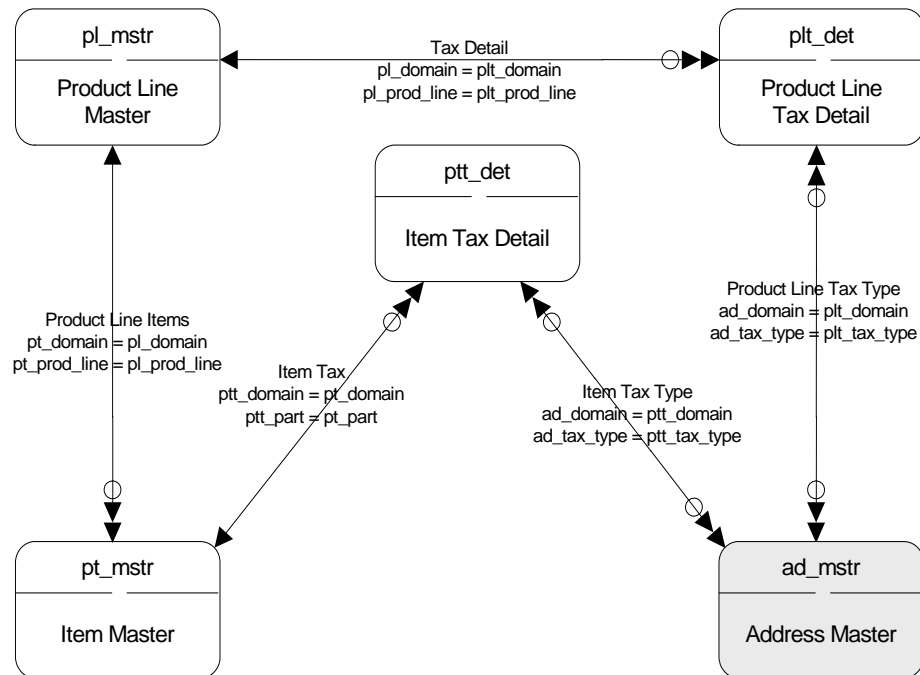 pl_mstr
Product Line
Master
Tax Detail
pl_domain = plt_domain
pl_prod_line = plt_prod_line
plt_det
Product Line
Tax Detail
ptt_det
Item Tax Detail
Product Line Items
pt_domain = pl_domain
pt_prod_line = pl_prod_line
Item Tax
ptt_domain = pt_domain
ptt_part = pt_part
Item Tax Type
ad_domain = ptt_domain
ad_tax_type = ptt_tax_type
Product Line Tax Type
ad_domain = plt_domain
ad_tax_type = plt_tax_type
pt_mstr
Item Master
ad_mstr
Address Master